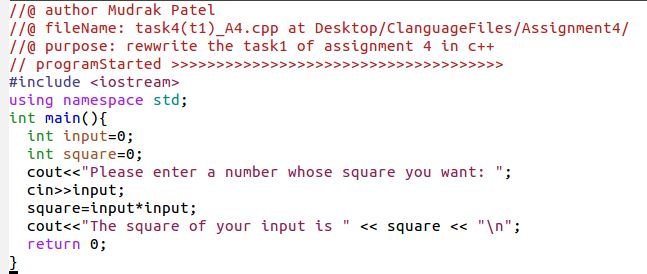 //@ author Mudrak Patel
//@ fileName: task4(t1)_A4.cpp at Desktop/ClanguageFiles/Assignment4/
//@ purpose: rewwrite the task1 of assignment 4 in c++
// programStarted >>>>>>>>>>>>>>>>>>>>>>>>>>>>>>>>>>>>>
#include <iostream>
using namespace std;
int main(){
  int input=0;
  int square=0;
  cout<<"Please enter a number whose square you want: ";
  cin>>input;
  square=input*input;
  cout<<"The square of your input is " << square << "\n";
  return 0;
}